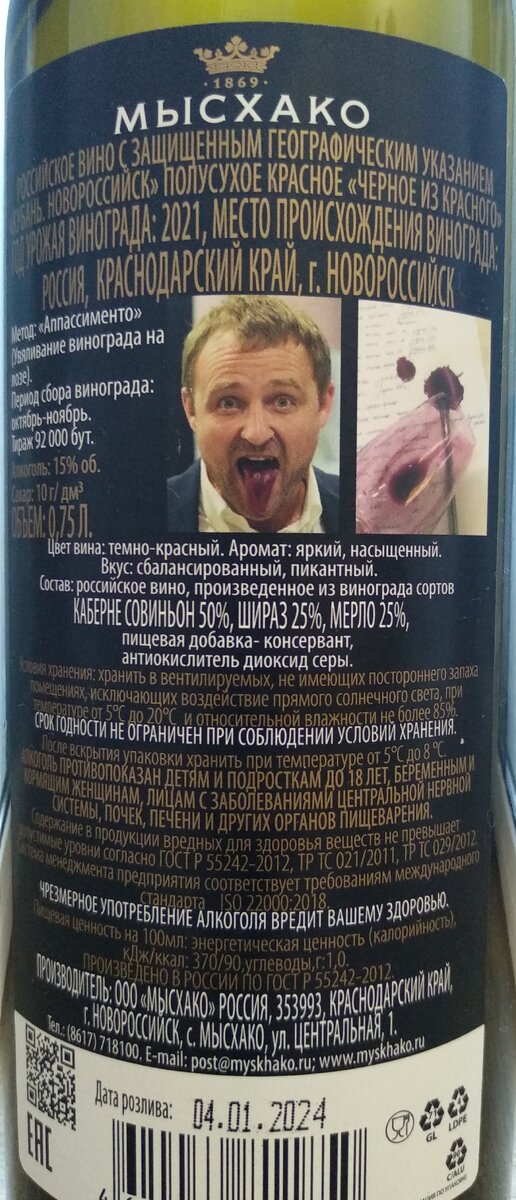 ·1869·
МЫСХАКО
РОССИЙСКОЕ ВИНО С ЗАЩИЩЕННЫМ ГЕОГРАФИЧЕСКИМ УКАЗАНИЕМ
КУБАНЬ. НОВОРОССИЙСК» ПОЛУСУХОЕ КРАСНОЕ «ЧЕРНОЕ ИЗ КРАСНОГО»
ГОД УРОЖАЯ ВИНОГРАДА: 2021, МЕСТО ПРОИСХОЖДЕНИЯ ВИНОГРАДА:
РОССИЯ, КРАСНОДАРСКИЙ КРАЙ, г. НОВОРОССИЙСК
Метод: «Аппассименто»
(Увяливание винограда на
лозе).
Период сбора винограда:
октябрь-ноябрь.
Тираж 92 000 бут.
Алкоголь: 15% об.
Сахар: 10 г/ дм³
ОБЪЕМ: 0,75 Л.
Цвет вина: темно-красный. Аромат: яркий, насыщенный.
Вкус: сбалансированный, пикантный.
Состав: российское вино, произведенное из винограда сортов
КАБЕРНЕ СОВИНЬОН 50%, ШИРАЗ 25%, МЕРЛО 25%,
пищевая добавка- консервант,
антиокислитель диоксид серы.
Условия хранения: хранить в вентилируемых, не имеющих постороннего запаха
помещениях, исключающих воздействие прямого солнечного света, при
температуре от 5°С до 20°С и относительной влажности не более 85%.
СРОК ГОДНОСТИ НЕ ОГРАНИЧЕН ПРИ СОБЛЮДЕНИИ УСЛОВИЙ ХРАНЕНИЯ.
После вскрытия упаковки хранить при температуре от 5°С до 8 °С.
АЛКОГОЛЬ ПРОТИВОПОКАЗАН ДЕТЯМ И ПОДРОСТКАМ ДО 18 ЛЕТ, БЕРЕМЕННЫМ И
КОРМЯЩИМ ЖЕНЩИНАМ, ЛИЦАМ С ЗАБОЛЕВАНИЯМИ ЦЕНТРАЛЬНОЙ НЕРВНОЙ
СИСТЕМЫ, ПОЧЕК, ПЕЧЕНИ И ДРУГИХ ОРГАНОВ ПИЩЕВАРЕНИЯ.
Содержание в продукции вредных для здоровья веществ не превышает
допустимые уровни согласно ГОСТ Р 55242-2012, ТР ТС 021/2011, ТР ТС 029/2012.
Система менеджмента предприятия соответствует требованиям международного
стандарта ISO 22000:2018.
ЧРЕЗМЕРНОЕ УПОТРЕБЛЕНИЕ АЛКОГОЛЯ ВРЕДИТ ВАШЕМУ ЗДОРОВЬЮ.
Пищевая ценность на 100мл: энергетическая ценность (калорийность),
кДж/ккал: 370/90,углеводы,г:1,0.
ПРОИЗВЕДЕНО В РОССИИ ПО ГОСТ Р 55242-2012.
ПРОИЗВОДИТЕЛЬ: ООО «МЫСХАКО» РОССИЯ, 353993, КРАСНОДАРСКИЙ КРАЙ,
г. НОВОРОССИЙСК, с. МЫСХАКО, ул. ЦЕНТРАЛЬНАЯ, 1.
Тел.: (8617) 718100. E-mail: post@myskhako.ru; www.myskhako.ru
Дата розлива: 04.01.2024
EAC
GL
LDPE
C/ALU